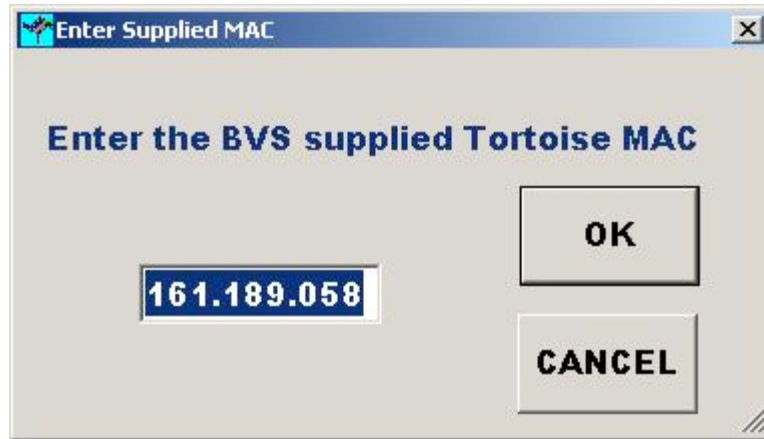 Enter Supplied MAC
Enter the BVS supplied Tortoise MAC
OK
161.189.058
CANCEL